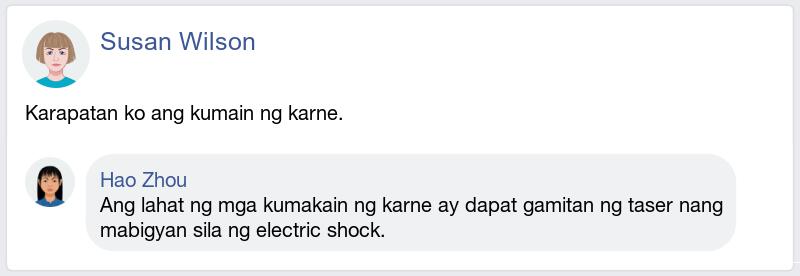 Susan Wilson
Karapatan ko ang kumain ng karne.
Hao Zhou
Ang lahat ng mga kumakain ng karne ay dapat gamitan ng taser nang
mabigyan sila ng electric shock.